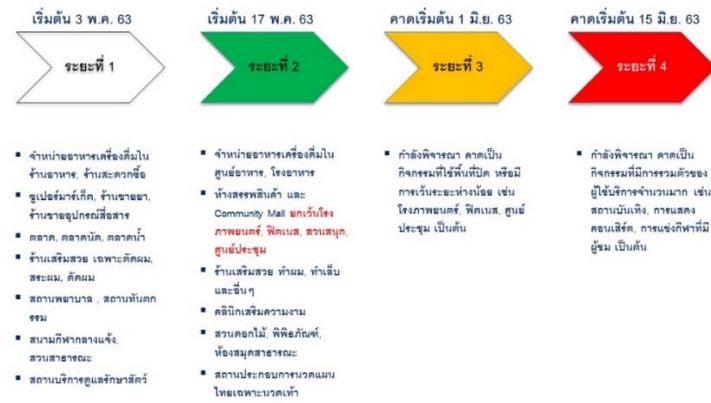 เริ่มต้น 3 พ.ค. 63
ระยะที่ 1
▪ จำหน่ายอาหารเครื่องดื่มใน
ร้านอาหาร, ร้านสะดวกซื้อ
▪ ซูเปอร์มาร์เก็ต, ร้านขายยา,
ร้านขายอุปกรณ์สื่อสาร
▪ ตลาด, ตลาดนัด, ตลาดน้ำ
▪ ร้านเสริมสวย เฉพาะตัดผม,
สระผม, ตัดผม
▪ สถานพยาบาล , สถานทันตก
รรม
▪ สนามกีฬากลางแจ้ง,
สวนสาธารณะ
▪ สถานบริการดูแลรักษาสัตว์
เริ่มต้น 17 พ.ค. 63
ระยะที่ 2
▪ จำหน่ายอาหารเครื่องดื่มใน
ศูนย์อาหาร, โรงอาหาร
▪ ห้างสรรพสินค้า และ
Community Mall ยกเว้นโรง
ภาพยนตร์, ฟิตเนส, สวนสนุก,
ศูนย์ประชุม
▪ ร้านเสริมสวย ทำผม, ทำเล็บ
และอื่นๆ
▪ คลินิกเสริมความงาม
▪ สวนดอกไม้, พิพิธภัณฑ์,
ห้องสมุดสาธารณะ
▪ สถานประกอบการนวดแผน
ไทยเฉพาะนวดเท้า
คาดเริ่มต้น 1 มิ.ย. 63
ระยะที่ 3
▪ กำลังพิจารณา คาดเป็น
กิจกรรมที่ใช้พื้นที่ปิด หรือมี
การเว้นระยะห่างน้อย เช่น
โรงภาพยนตร์, ฟิตเนส, ศูนย์
ประชุม เป็นต้น
คาดเริ่มต้น 15 มิ.ย. 63
ระยะที่ 4
▪ กำลังพิจารณา คาดเป็น
กิจกรรมที่มีการรวมตัวของ
ผู้ใช้บริการจำนวนมาก เช่น
สถานบันเทิง, การแสดง
คอนเสิร์ต, การแข่งกีฬาที่มี
ผู้ชม เป็นต้น